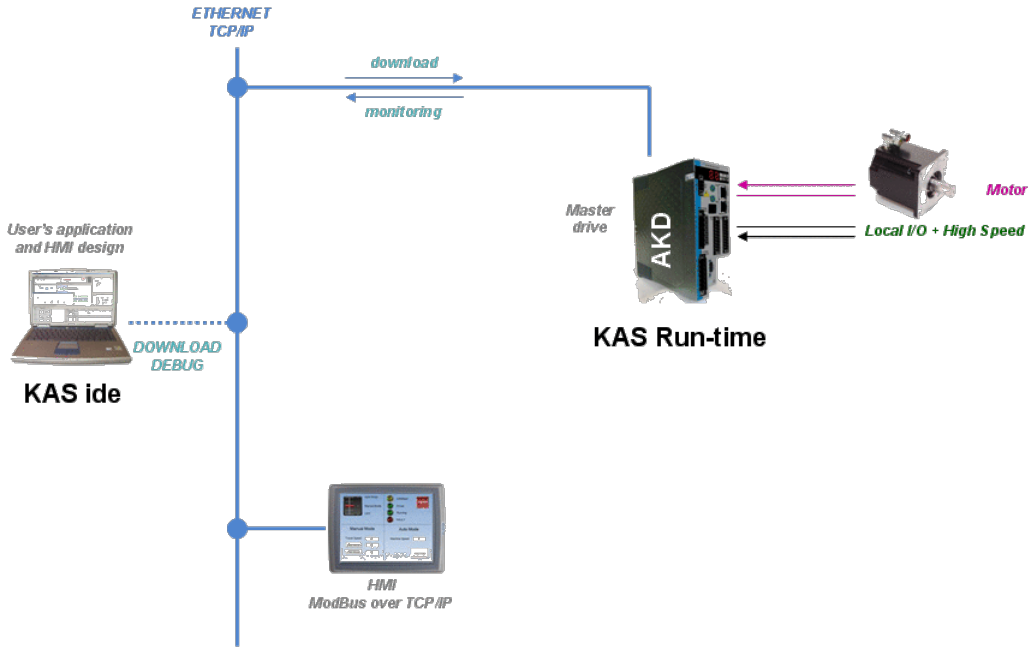 ETHERNET
TCP/IP
download
monitoring
Master
drive
AKD
Motor
Local I/O + High Speed
KAS Run-time
User's application
and HMI design
DOWNLOAD
DEBUG
KAS ide
Manual Mode
Auto Mode
HMI
ModBus over TCP/IP